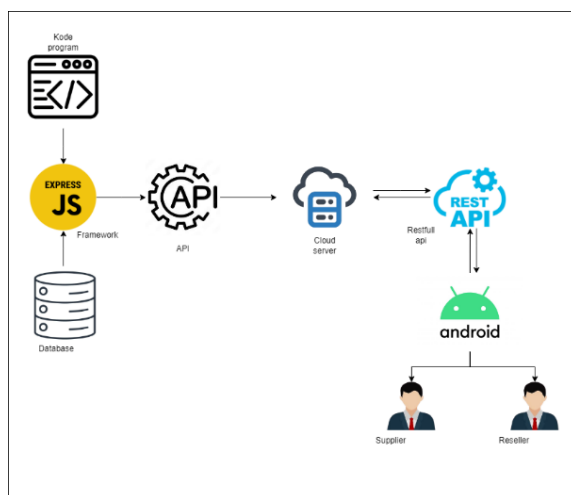 Kode
program
EXPRESS
JS
Framework
API
API
Cloud
server
REST
API
Restfull
api
Database
android
Supplier
Reseller